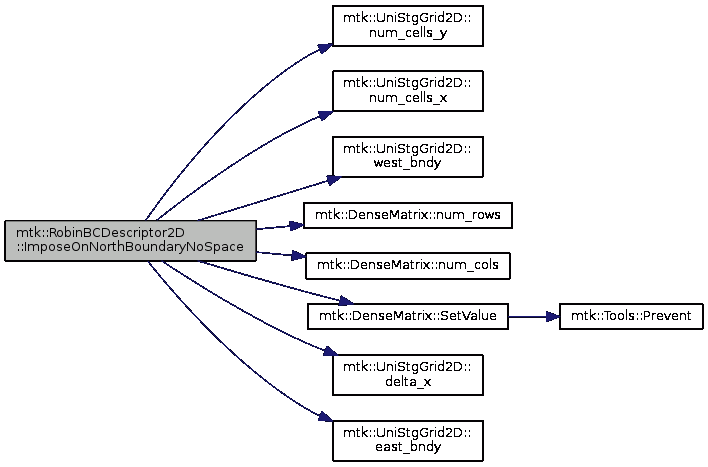 mtk::UniStgGrid2D::
num_cells_y
mtk::UniStgGrid2D::
num_cells_x
mtk::UniStgGrid2D::
west_bndy
mtk::DenseMatrix::num_rows
mtk::RobinBCDescriptor2D
::ImposeOnNorthBoundaryNoSpace
mtk::DenseMatrix::num_cols
mtk::DenseMatrix::SetValue
mtk::Tools::Prevent
mtk::UniStgGrid2D::
delta_x
mtk::UniStgGrid2D::
east_bndy